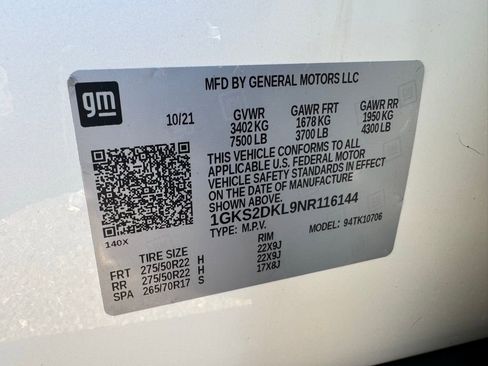 MFD BY GENERAL MOTORS LLC
gm
10/21 GVWR GAWR FRT GAWR RR
3402 KG 1678 KG 1950 KG
7500 LB 3700 LB 4300 LB
THIS VEHICLE CONFORMS TO ALL
APPLICABLE U.S. FEDERAL MOTOR
VEHICLE SAFETY STANDARDS IN EFFECT
ON THE DATE OF MANUFACTURE
1GKS2DKL9NR116144
140X
MODEL: 94TK10706
TIRE SIZE RIM
FRT 275/50R22 H 22X9J
RR 275/50R22 H 22X9J
SPA 265/70R17 S 17X8J